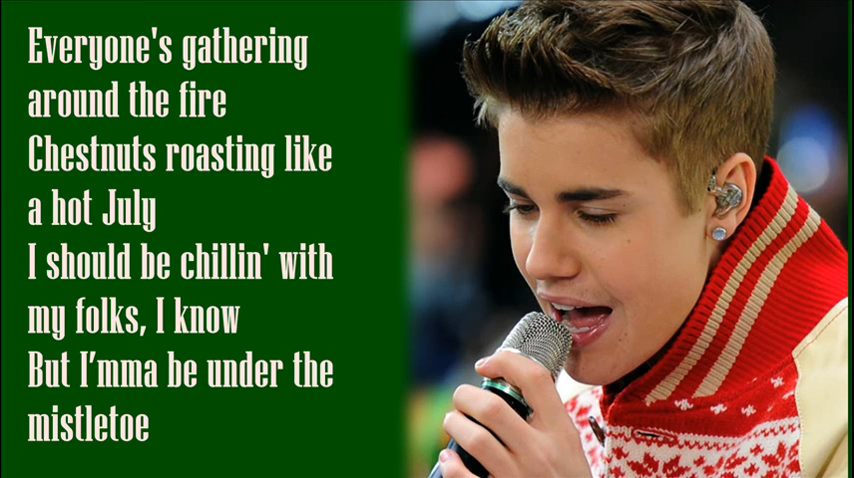 Everyone's gathering
around the fire
Chestnuts roasting like
a hot July
I should be chillin' with
my folks, I know
But I’mma be under the
mistletoe